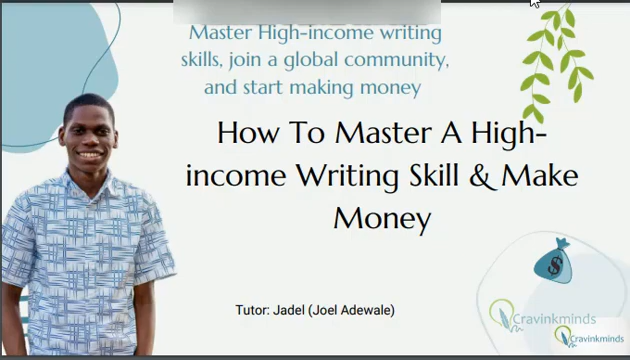 Master High-income writing
skills, join a global community,
and start making money
How To Master A High-
income Writing Skill & Make
Money
Tutor: Jadel (Joel Adewale)
$
Cravinkminds
Cravinkminds